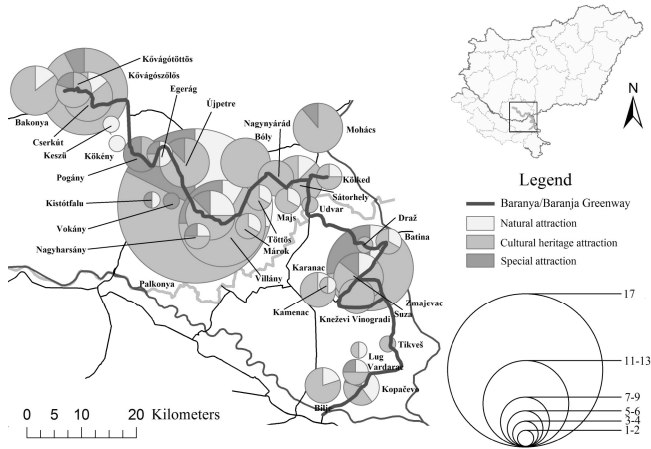 Kővágótöttös
Kővágószőlős
Egerág
Újpetre
Bakonya
Cserkút
Keszü
Kökény
Pogány
Nagynyárád
Bóly
Mohács
Kölked
Sátorhely
Udvar
Majs
Kistótfalu
Vokány
Töttös
Márok
Nagyharsány
Villány
Palkonya
Draž
Batina
Karanac
Kamenac
Zmajevac
Suza
Kneževi Vinogradi
Tikveš
Lug
Vardarac
Kopačevo
Bilje
0 5 10 20 Kilometers
N
Legend
Baranya/Baranja Greenway
Natural attraction
Cultural heritage attraction
Special attraction
17
11-13
7-9
5-6
3-4
1-2